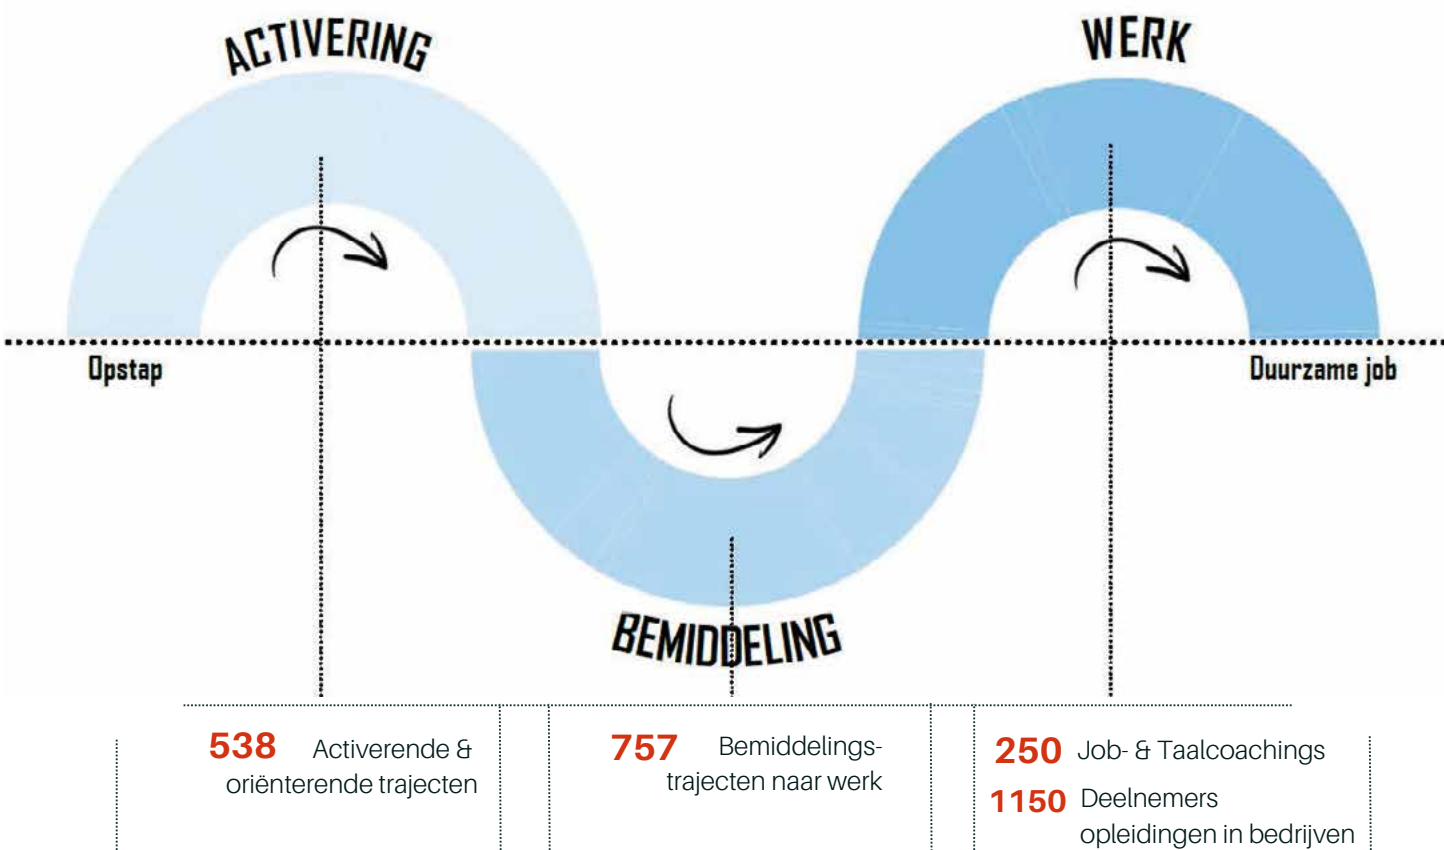 ACTIVERING
WERK
Opstap
Duurzame job
BEMIDDELING
538 Activerende &
oriënterende trajecten
757 Bemiddelings-
trajecten naar werk
250 Job- & Taalcoachings
1150 Deelnemers
opleidingen in bedrijven